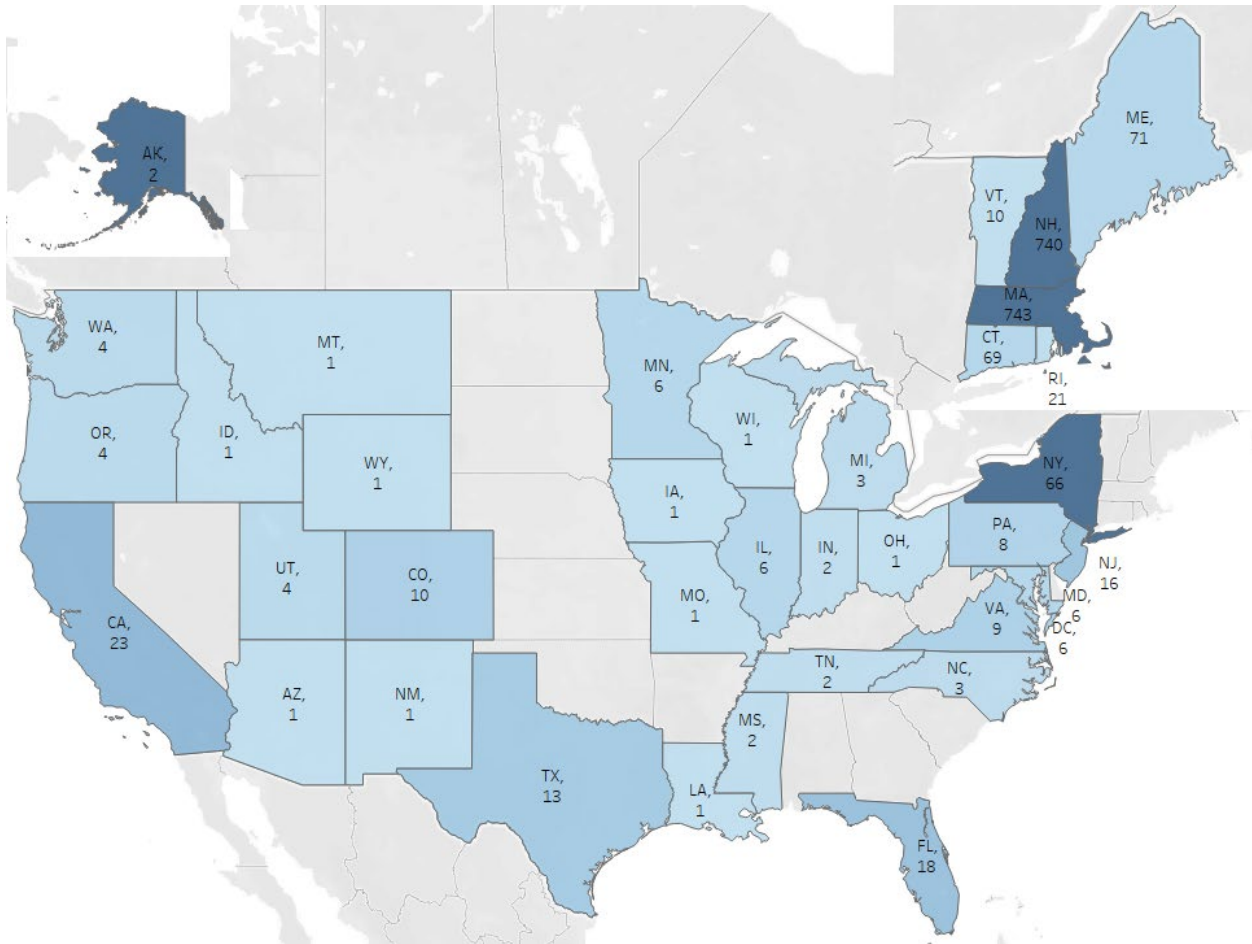 AK,
2
ME,
71
VT,
10
NH,
740
MA,
743
CT,
69
RI,
21
WA,
4
MT,
1
MN,
6
OR,
4
ID,
1
WI,
1
WY,
1
MI,
3
NY,
66
IA,
1
PA,
8
UT,
4
CO,
10
IL,
6
IN,
2
OH,
1
NJ,
16
CA,
23
MO,
1
VA,
9
MD,
6
DC,
6
AZ,
1
NM,
1
TN,
2
NC,
3
MS,
2
TX,
13
LA,
1
FL,
18